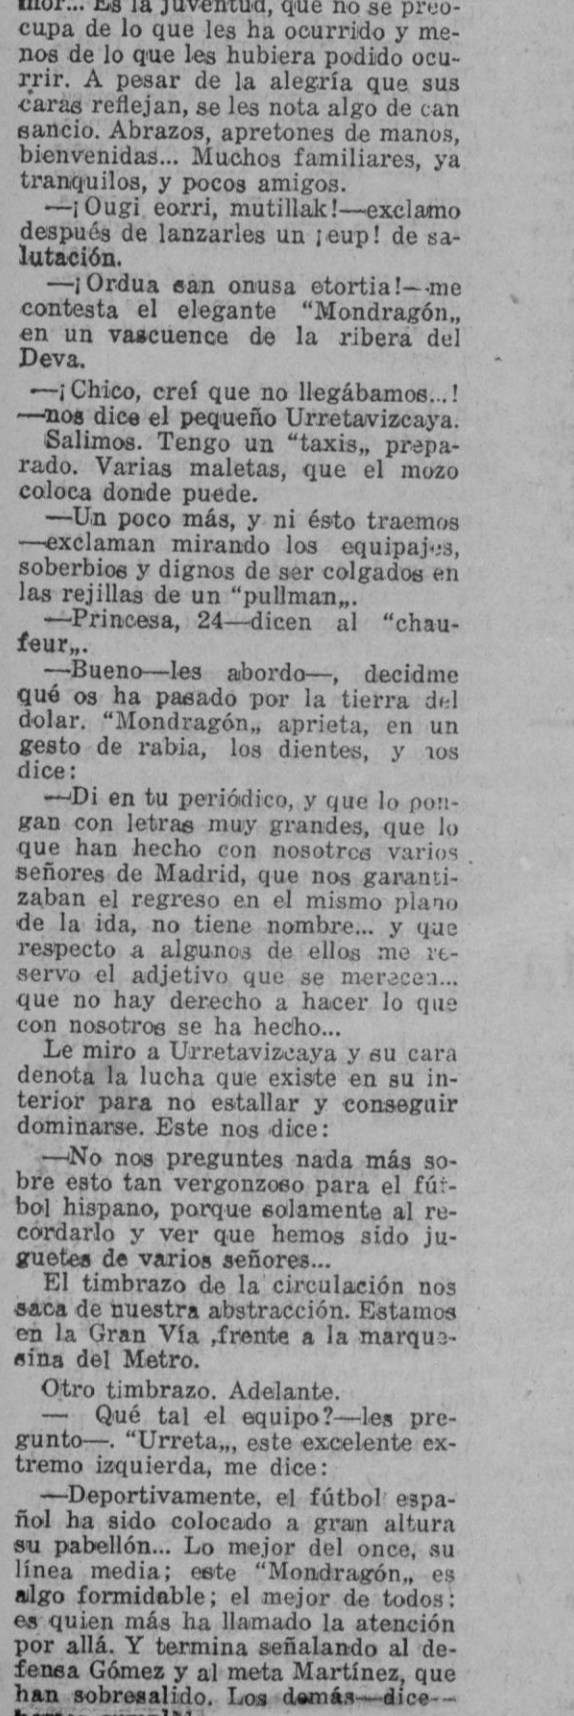 mor... Es la juventud, que no se preo-
cupa de lo que les ha ocurrido y me-
nos de lo que les hubiera podido ocu-
rrir. A pesar de la alegría que sus
caras reflejan, se les nota algo de can
sancio. Abrazos, apretones de manos,
bienvenidas... Muchos familiares, ya
tranquilos, y pocos amigos.
—¡Ougi eorri, mutillak!—exclamo
después de lanzarles un ¡eup! de sa-
lutación.
—¡Ordua san onusa etortia!—me
contesta el elegante "Mondragón„
en un vascuence de la ribera del
Deva.
—¡Chico, creí que no llegábamos...!
—nos dice el pequeño Urretavizcaya.
Salimos. Tengo un "taxis„ prepa-
rado. Varias maletas, que el mozo
coloca donde puede.
—Un poco más, y ni ésto traemos
—exclaman mirando los equipajes,
soberbios y dignos de ser colgados en
las rejillas de un "pullman„.
—Princesa, 24—dicen al "chau-
feur„.
—Bueno—les abordo—, decidme
qué os ha pasado por la tierra del
dolar. "Mondragón„ aprieta, en un
gesto de rabia, los dientes, y nos
dice:
—Di en tu periódico, y que lo pon-
gan con letras muy grandes, que lo
que han hecho con nosotros varios
señores de Madrid, que nos garanti-
zaban el regreso en el mismo plano
de la ida, no tiene nombre... y que
respecto a algunos de ellos me re-
servo el adjetivo que se merecen...
que no hay derecho a hacer lo que
con nosotros se ha hecho...
Le miro a Urretavizcaya y su cara
denota la lucha que existe en su in-
terior para no estallar y conseguir
dominarse. Este nos dice:
—No nos preguntes nada más so-
bre esto tan vergonzoso para el fút-
bol hispano, porque solamente al re-
cordarlo y ver que hemos sido ju-
guetes de varios señores...
El timbrazo de la circulación nos
saca de nuestra abstracción. Estamos
en la Gran Vía ,frente a la marque-
sina del Metro.
Otro timbrazo. Adelante.
— Qué tal el equipo?—les pre-
gunto—. "Urreta„, este excelente ex-
tremo izquierda, me dice:
—Deportivamente, el fútbol espa-
ñol ha sido colocado a gran altura
su pabellón... Lo mejor del once, su
línea media; este "Mondragón„ es
algo formidable; el mejor de todos:
es quien más ha llamado la atención
por allá. Y termina señalando al de-
fensa Gómez y al meta Martínez, que
han sobresalido. Los demás—dice--